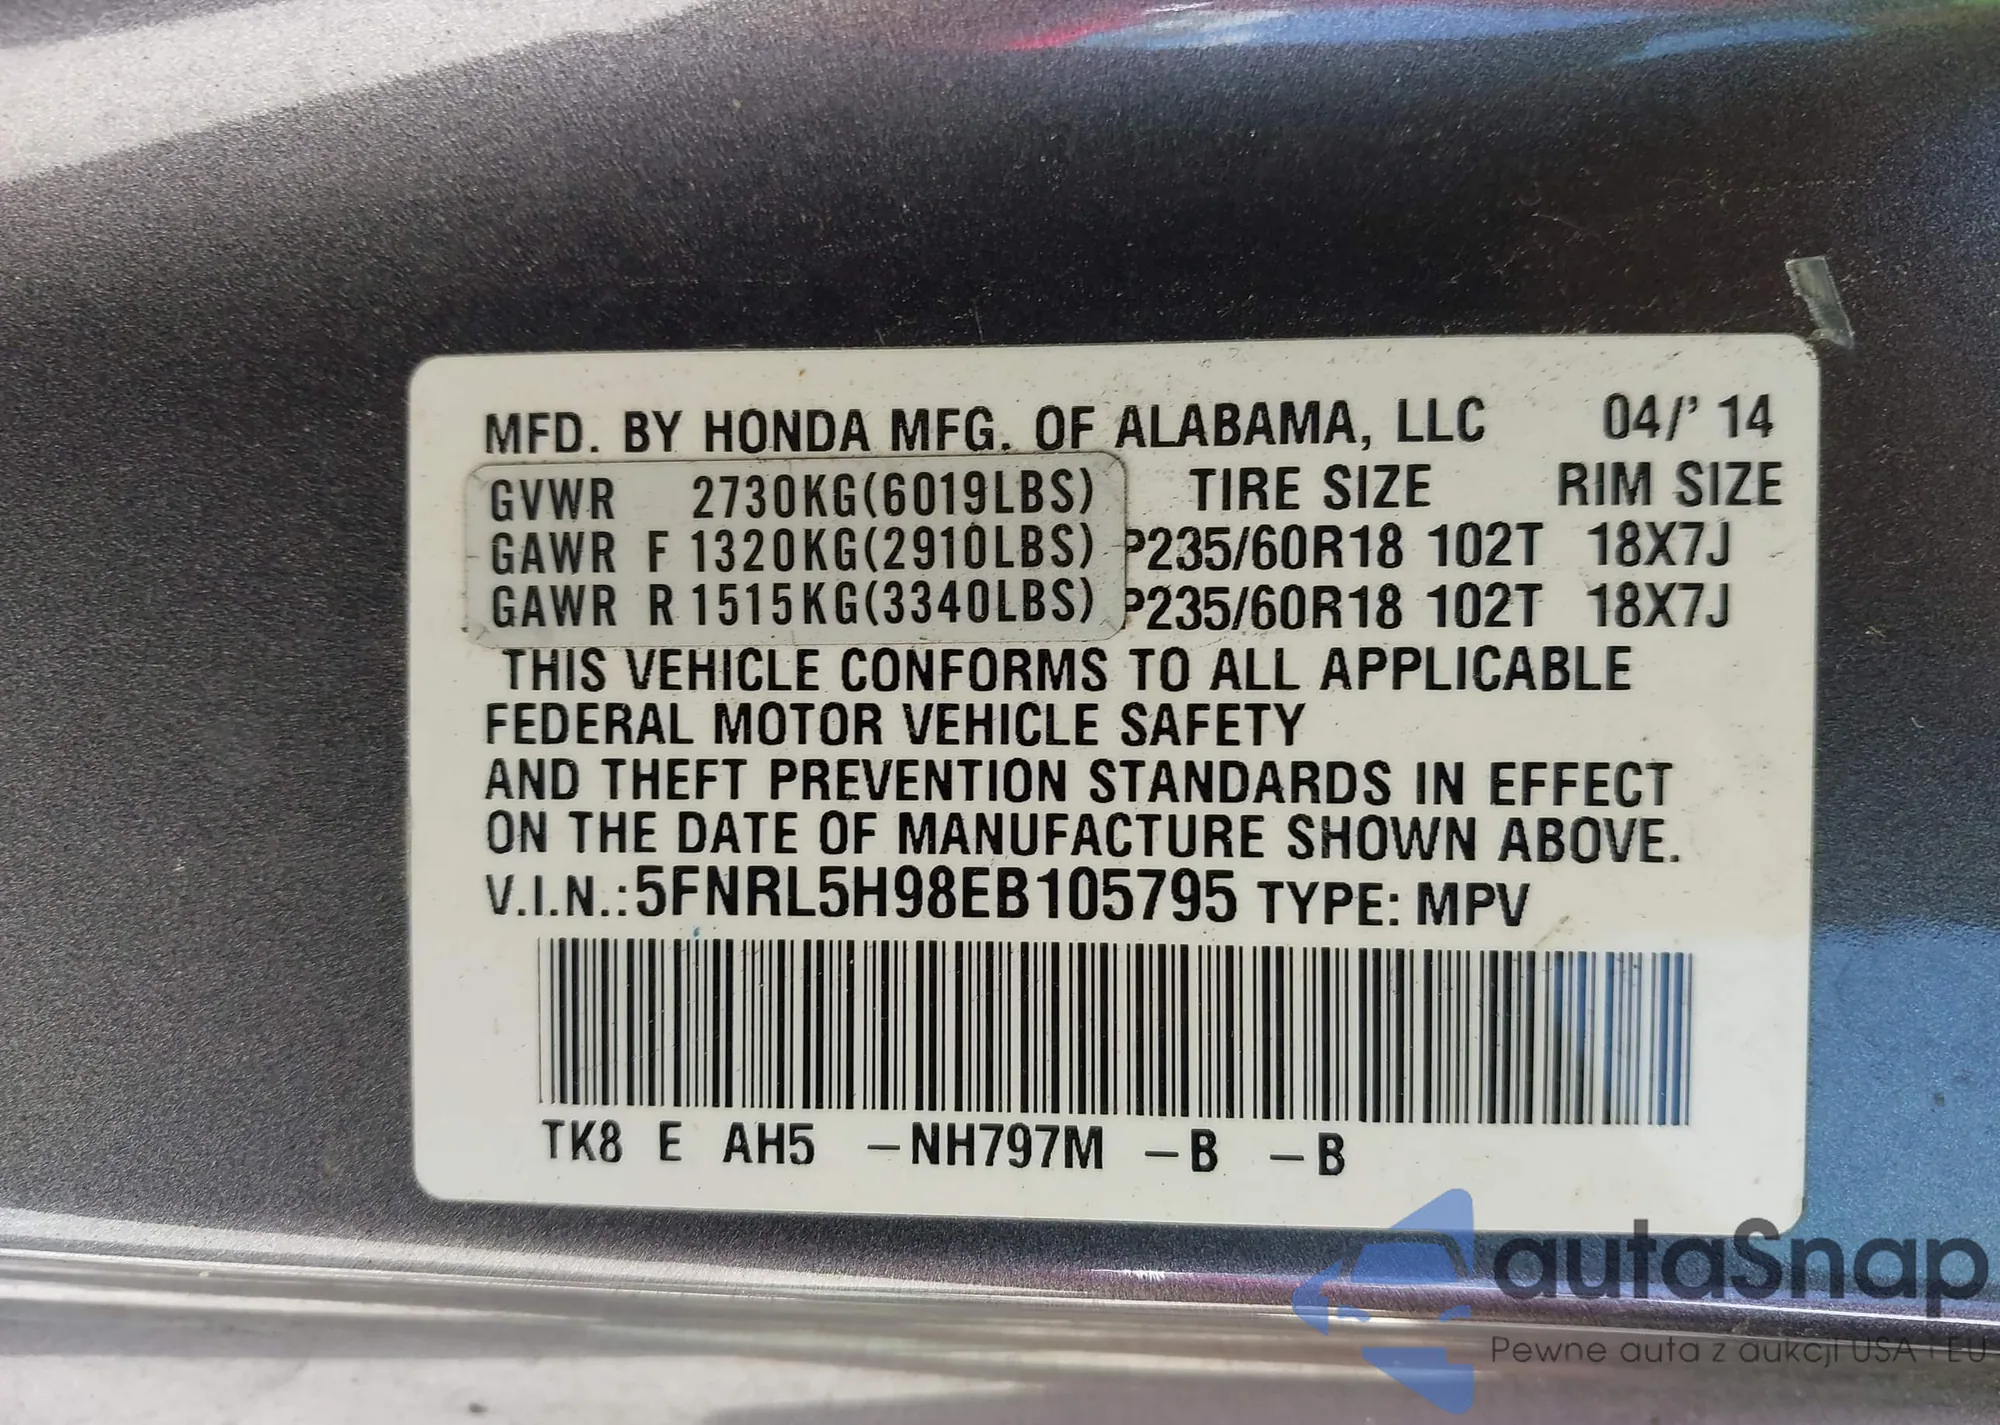 MFD. BY HONDA MFG. OF ALABAMA, LLC 04/' 14
GVWR 2730KG(6019LBS) TIRE SIZE RIM SIZE
GAWR F 1320KG(2910LBS) P235/60R18 102T 18X7J
GAWR R 1515KG(3340LBS) P235/60R18 102T 18X7J
THIS VEHICLE CONFORMS TO ALL APPLICABLE
FEDERAL MOTOR VEHICLE SAFETY
AND THEFT PREVENTION STANDARDS IN EFFECT
ON THE DATE OF MANUFACTURE SHOWN ABOVE.
V.I.N.:5FNRL5H98EB105795 TYPE: MPV
TK8 E AH5 -NH797M -B -B
autaSnap
Pewne auta z aukcji USA i EU